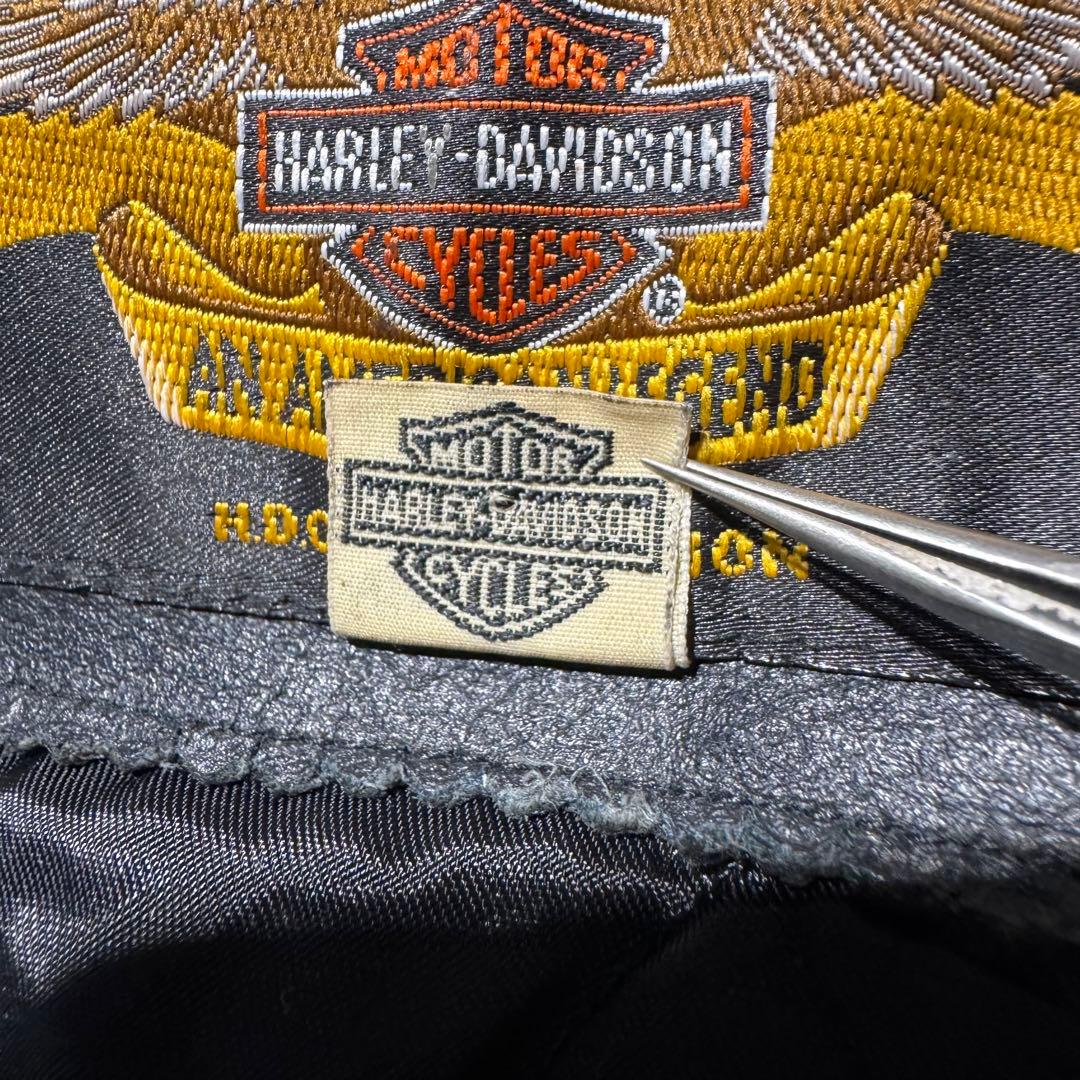 MOTOR
HARLEY-DAVIDSON
CYCLES
®
MOTOR
HARLEY-DAVIDSON
CYCLES
H.D.